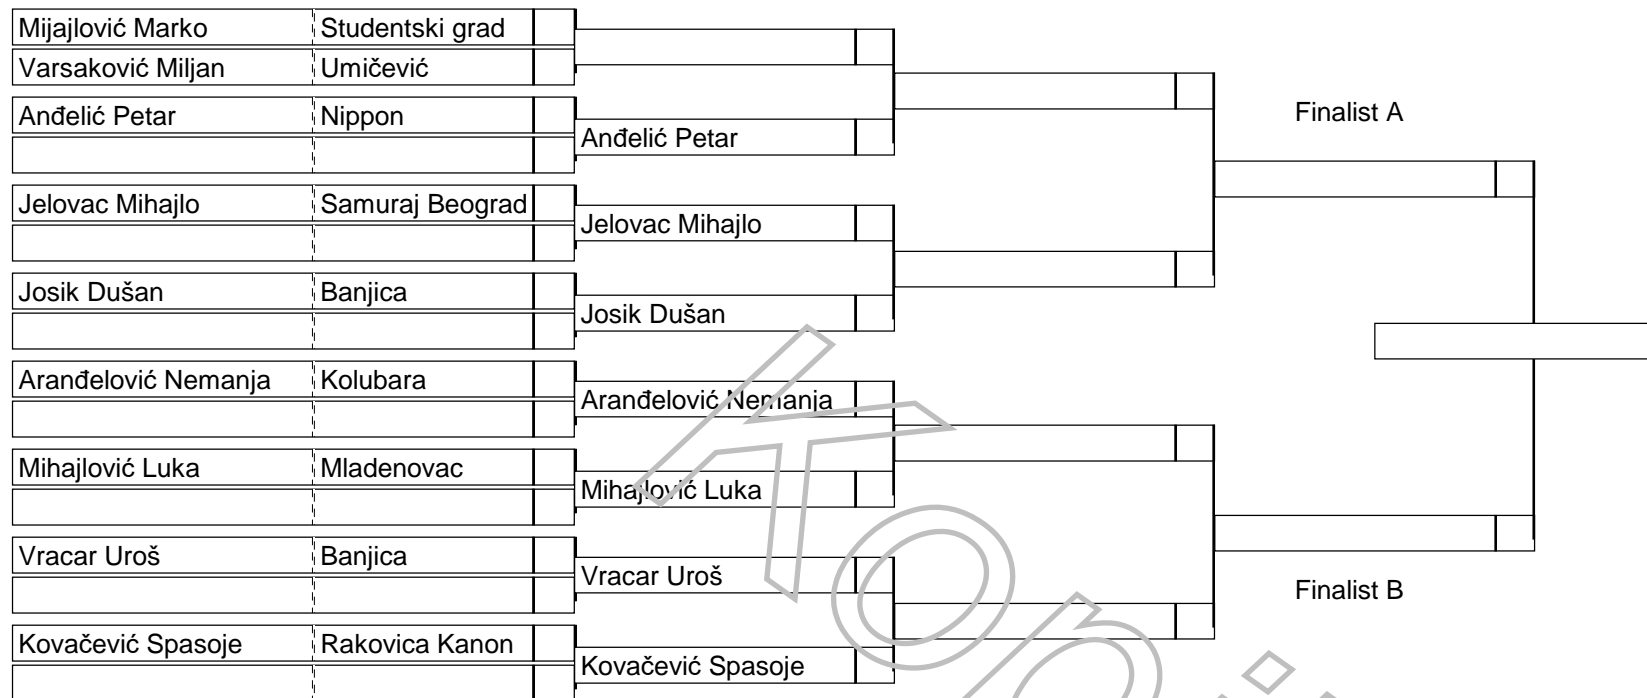 Mijajlović Marko Studentski grad
Varsaković Miljan Umičević
Anđelić Petar Nippon
Anđelić Petar
Jelovac Mihajlo Samuraj Beograd
Jelovac Mihajlo
Josik Dušan Banjica
Josik Dušan
Aranđelović Nemanja Kolubara
Aranđelović Nemanja
Mihajlović Luka Mladenovac
Mihajlović Luka
Vracar Uroš Banjica
Vracar Uroš
Kovačević Spasoje Rakovica Kanon
Kovačević Spasoje
Finalist A
Finalist B